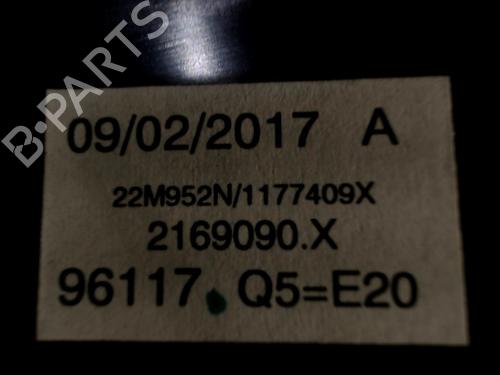 B-PARTS
09/02/2017 A
22M952N/1177409X
2169090.X
96117. Q5=E20